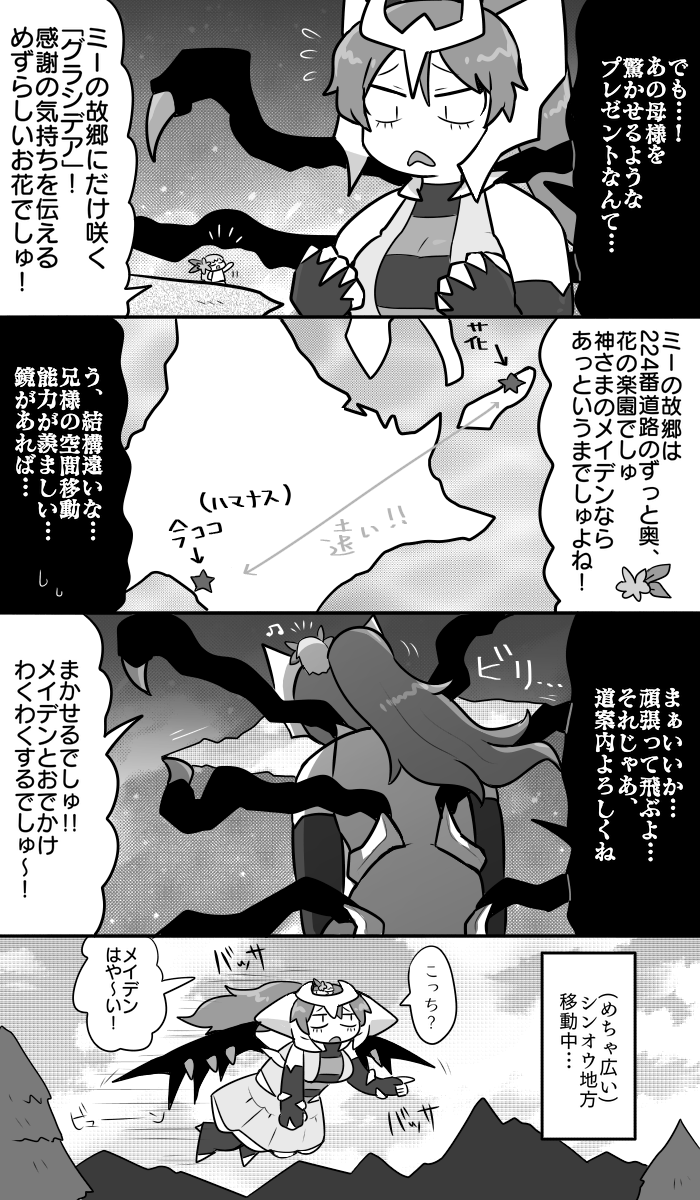 でも…！
あの母様を
驚かせるような
プレゼントなんて…
ミーの故郷にだけ咲く
「グラシデア」！
感謝の気持ちを伝える
めずらしいお花でしゅ！
ミーの故郷は
224番道路のずっと奥、
花の楽園でしゅ
神さまのメイデンなら
あっというまでしゅよね！
花
遠い!!
(ハマナス)
今ココ
う、結構遠いな…
兄様の空間移動
能力が羨ましい…
鏡があれば…
まぁいいか…
頑張って飛ぶよ…
それじゃあ、
道案内よろしくね
ビリ…
♪
まかせるでしゅ!!
メイデンとおでかけ
わくわくするでしゅ～！
(めちゃ広い)
シンオウ地方
移動中…
こっち？
バッサ
バッサ
メイデン
はや〜い！